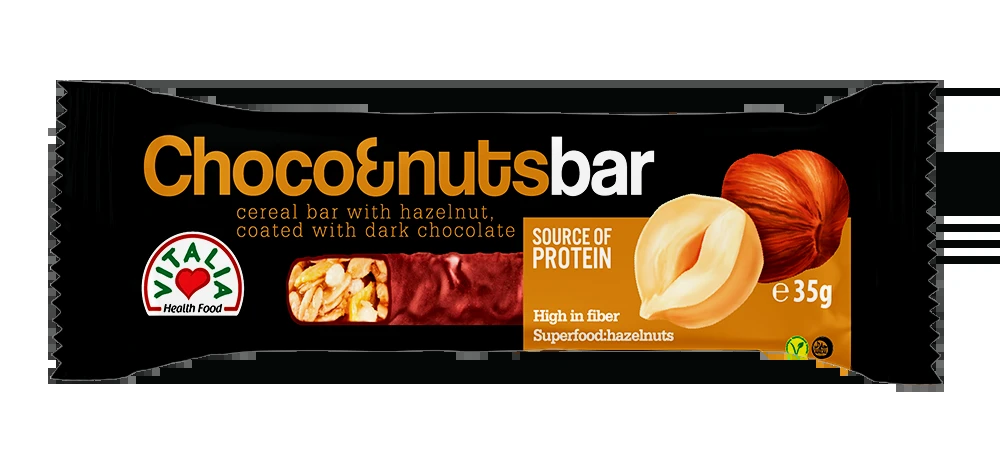 Choco&nutsbar
cereal bar with hazelnut,
coated with dark chocolate
VITALIA
Health Food
SOURCE OF
PROTEIN
℮ 35g
High in fiber
Superfood:hazelnuts